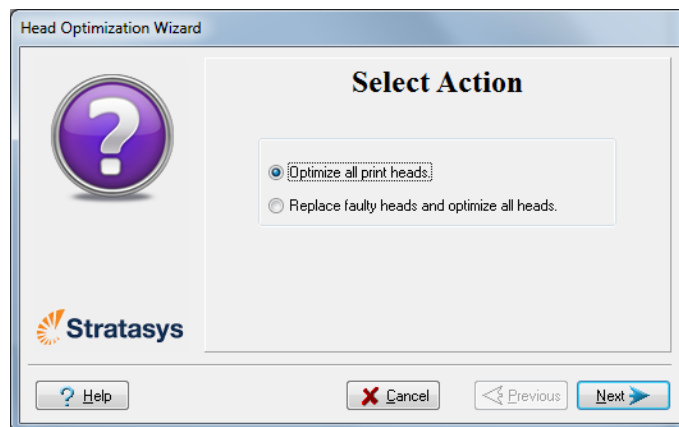 Head Optimization Wizard
Select Action
Optimize all print heads.
Replace faulty heads and optimize all heads.
Stratasys
? Help
Cancel
Previous
Next